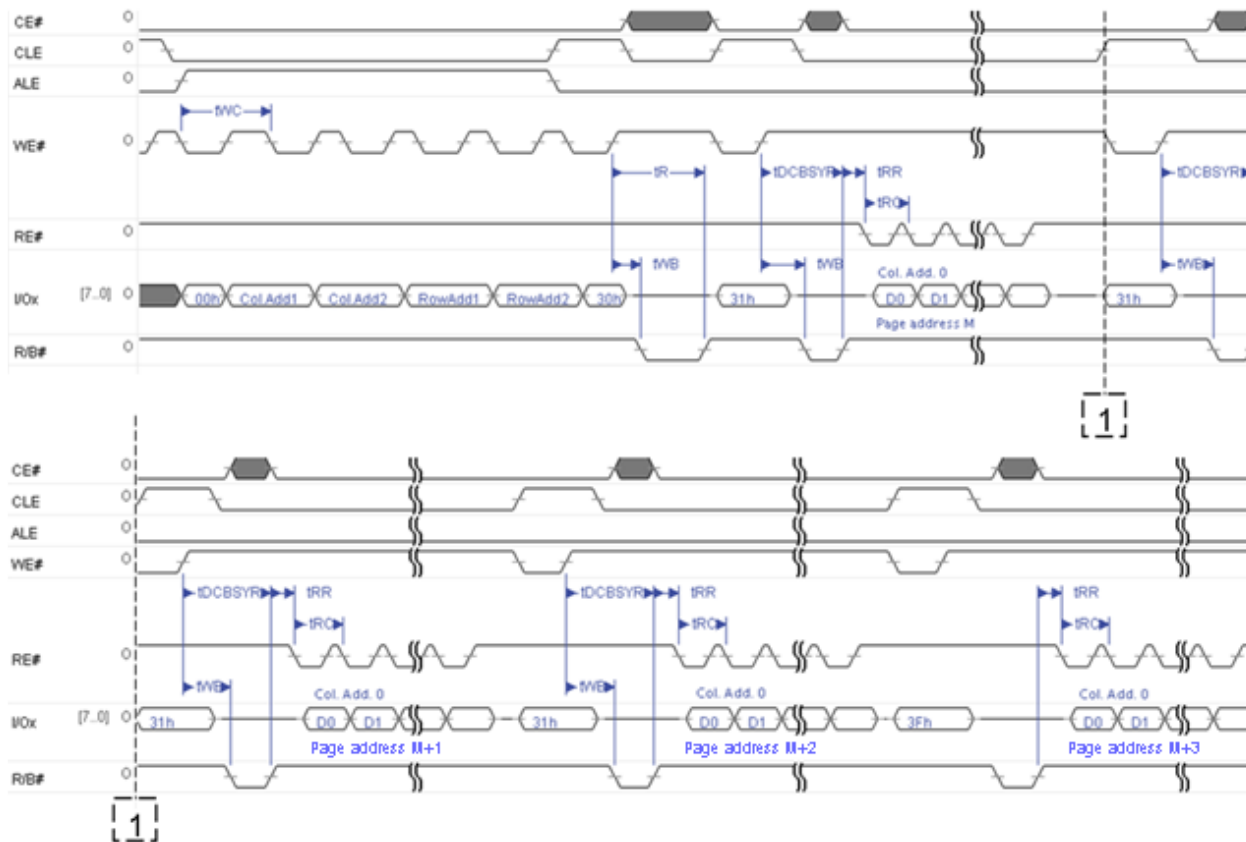 CE# 0
CLE 0
ALE 0
tWC
WE# 0
tR tDCBSYR tRR tDCBSYR
tRC
RE# 0
tWB tWB tWB
Col. Add. 0
I/Ox [7..0] 0 00h Col.Add1 Col.Add2 RowAdd1 RowAdd2 30h 31h D0 D1 31h
Page address M
R/B# 0
1
CE# 0
CLE 0
ALE 0
WE# 0
tDCBSYR tRR tDCBSYR tRR tRR
tRC tRC tRC
RE# 0
tWB tWB
Col. Add. 0 Col. Add. 0 Col. Add. 0
I/Ox [7..0] 0 31h D0 D1 31h D0 D1 3Fh D0 D1
Page address M+1 Page address M+2 Page address M+3
R/B# 0
1